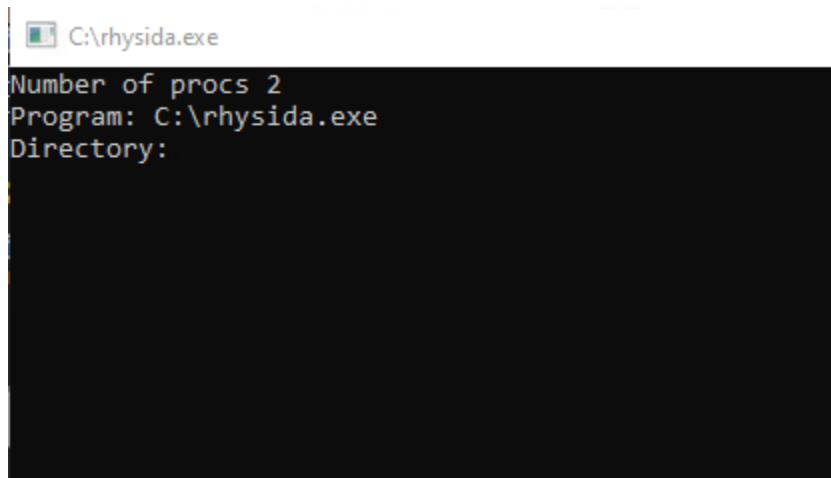 C:\rhysida.exe
Number of procs 2
Program: C:\rhysida.exe
Directory: